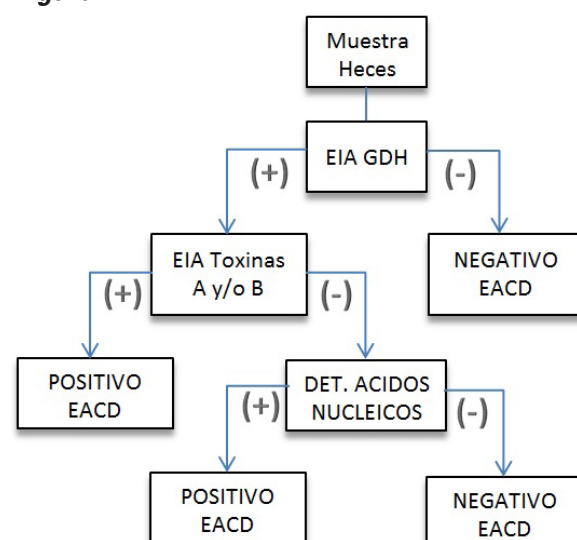 Muestra
Heces
EIA GDH
(+)
(-)
EIA Toxinas
A y/o B
NEGATIVO
EACD
(+)
(-)
POSITIVO
EACD
DET. ACIDOS
NUCLEICOS
(+)
(-)
POSITIVO
EACD
NEGATIVO
EACD